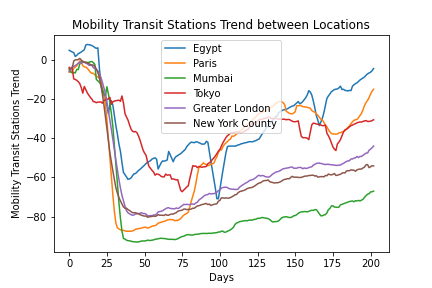 Mobility Transit Stations Trend between Locations
Mobility Transit Stations Trend
0
−20
−40
−60
−80
Egypt
Paris
Mumbai
Tokyo
Greater London
New York County
0 25 50 75 100 125 150 175 200
Days